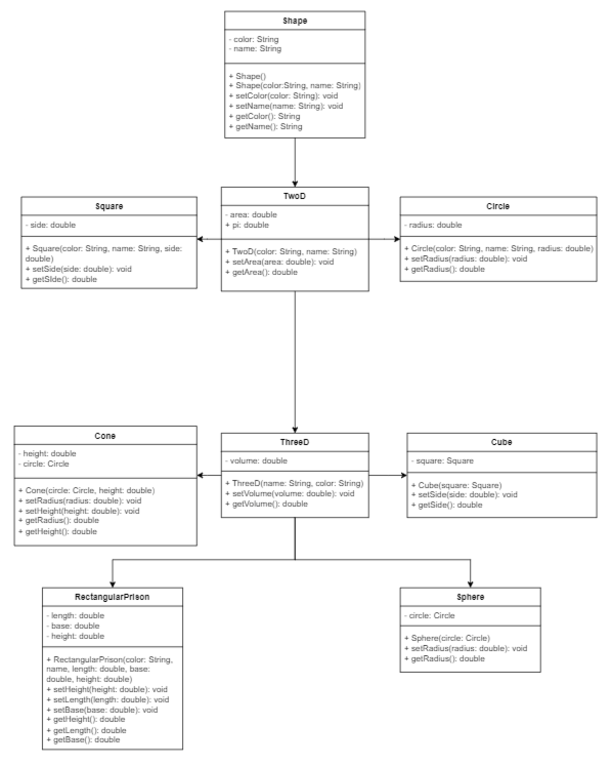 Shape
- color: String
- name: String
+ Shape()
+ Shape(color:String, name: String)
+ setColor(color: String): void
+ setName(name: String): void
+ getColor(): String
+ getName(): String
Square
- side: double
+ Square(color: String, name: String, side:
double)
+ setSide(side: double): void
+ getSIde(): double
TwoD
- area: double
+ pi: double
+ TwoD(color: String, name: String)
+ setArea(area: double): void
+ getArea(): double
Circle
- radius: double
+ Circle(color: String, name: String, radius: double)
+ setRadius(radius: double): void
+ getRadius(): double
Cone
- height: double
- circle: Circle
+ Cone(circle: Circle, height: double)
+ setRadius(radius: double): void
+ setHeight(height: double): void
+ getRadius(): double
+ getHeight(): double
ThreeD
- volume: double
+ ThreeD(name: String, color: String)
+ setVolume(volume: double): void
+ getVolume(): double
Cube
- square: Square
+ Cube(square: Square)
+ setSide(side: double): void
+ getSide(): double
RectangularPrison
- length: double
- base: double
- height: double
+ RectangularPrison(color: String,
name, length: double, base:
double, height: double)
+ setHeight(height: double): void
+ setLength(length: double): void
+ setBase(base: double): void
+ getHeight(): double
+ getLength(): double
+ getBase(): double
Sphere
- circle: Circle
+ Sphere(circle: Circle)
+ setRadius(radius: double): void
+ getRadius(): double